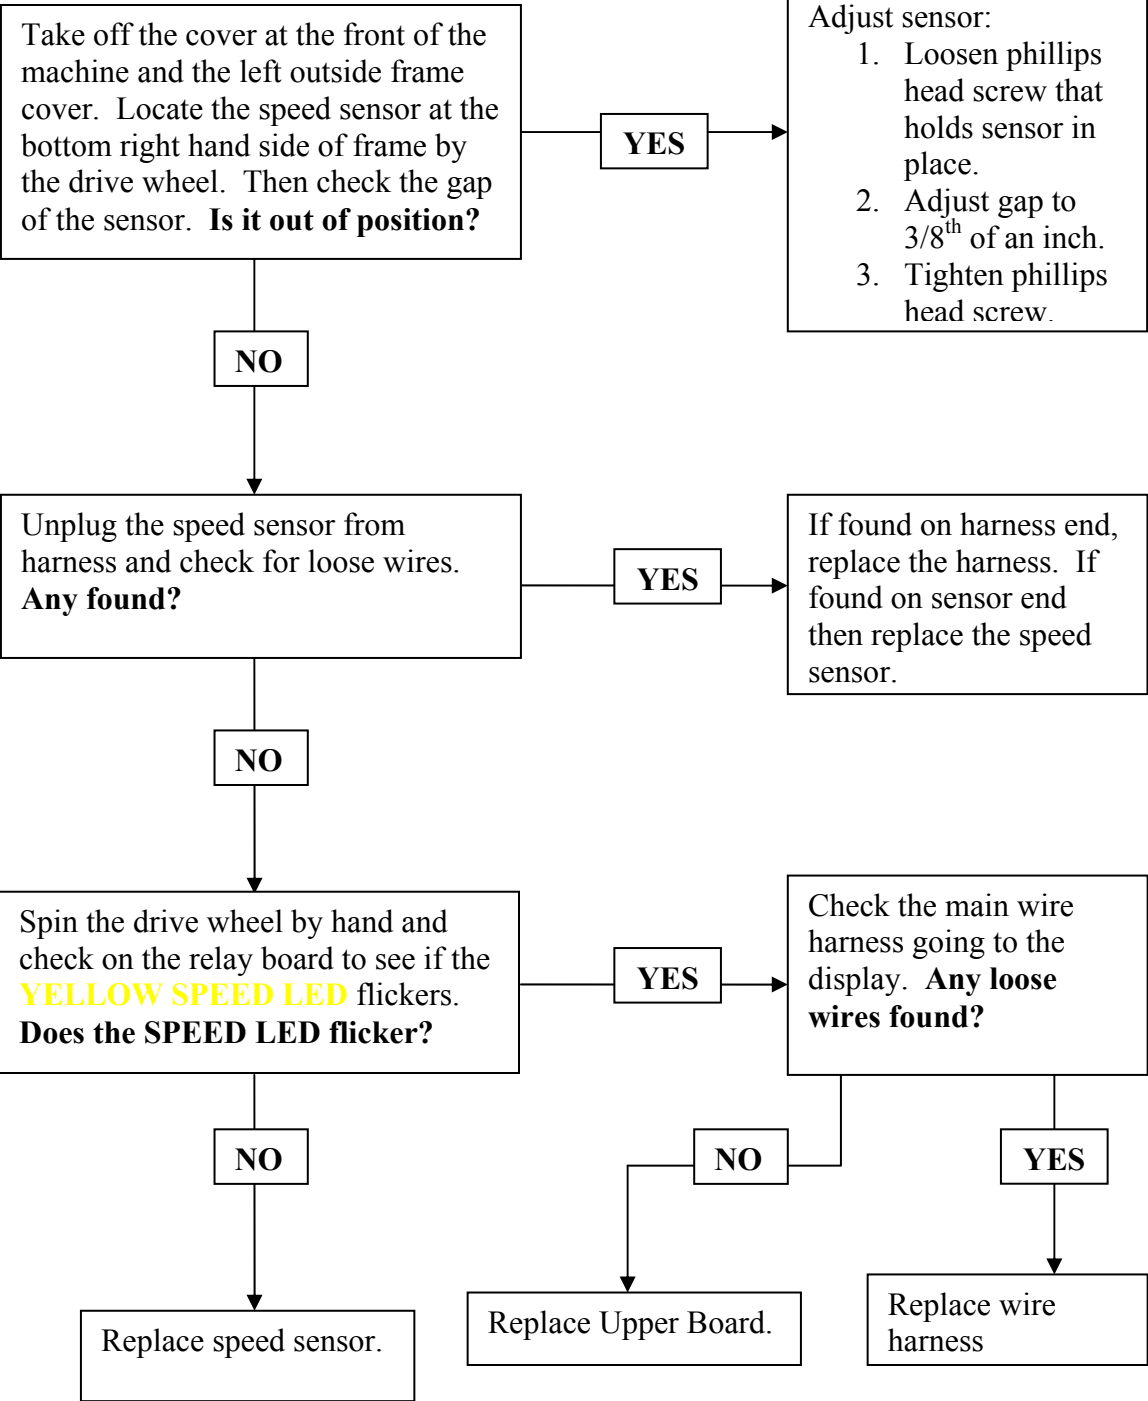 Take off the cover at the front of the
machine and the left outside frame
cover.  Locate the speed sensor at the
bottom right hand side of frame by
the drive wheel.  Then check the gap
of the sensor.  Is it out of position?
YES
Adjust sensor:
1. Loosen phillips
head screw that
holds sensor in
place.
2. Adjust gap to
3/8th of an inch.
3. Tighten phillips
head screw.
NO
Unplug the speed sensor from
harness and check for loose wires.
Any found?
YES
If found on harness end,
replace the harness.  If
found on sensor end
then replace the speed
sensor.
NO
Spin the drive wheel by hand and
check on the relay board to see if the
YELLOW SPEED LED flickers.
Does the SPEED LED flicker?
YES
Check the main wire
harness going to the
display.  Any loose
wires found?
NO
NO
YES
Replace speed sensor.
Replace Upper Board.
Replace wire
harness